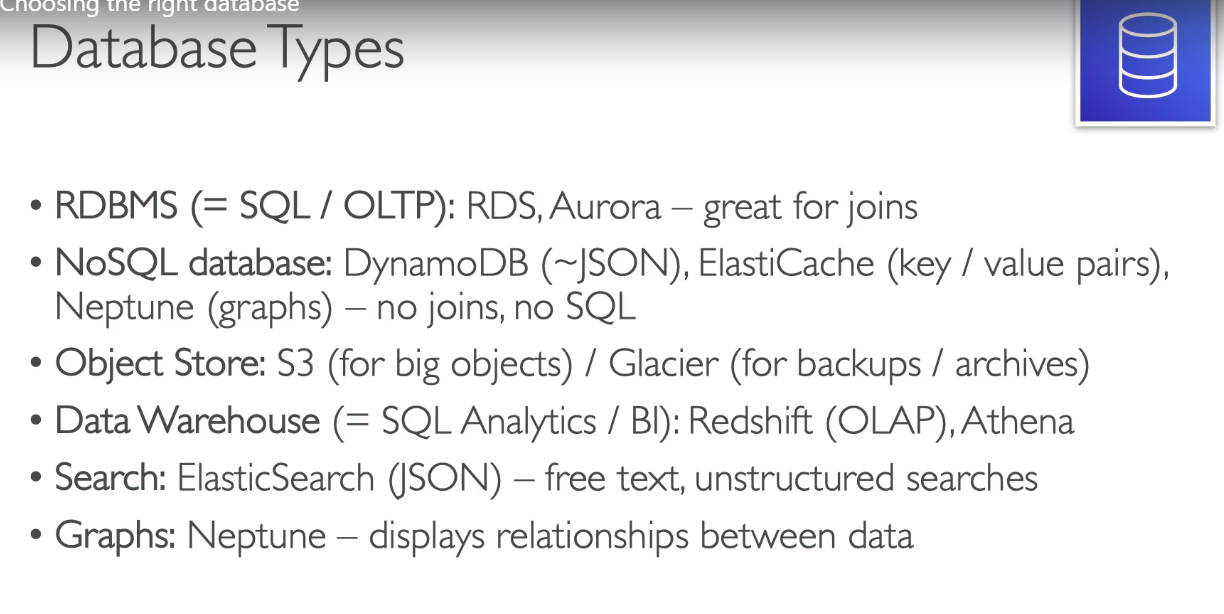 Choosing the right database
Database Types
• RDBMS (= SQL / OLTP): RDS, Aurora – great for joins
• NoSQL database: DynamoDB (~JSON), ElastiCache (key / value pairs),
Neptune (graphs) – no joins, no SQL
• Object Store: S3 (for big objects) / Glacier (for backups / archives)
• Data Warehouse (= SQL Analytics / BI): Redshift (OLAP), Athena
• Search: ElasticSearch (JSON) – free text, unstructured searches
• Graphs: Neptune – displays relationships between data